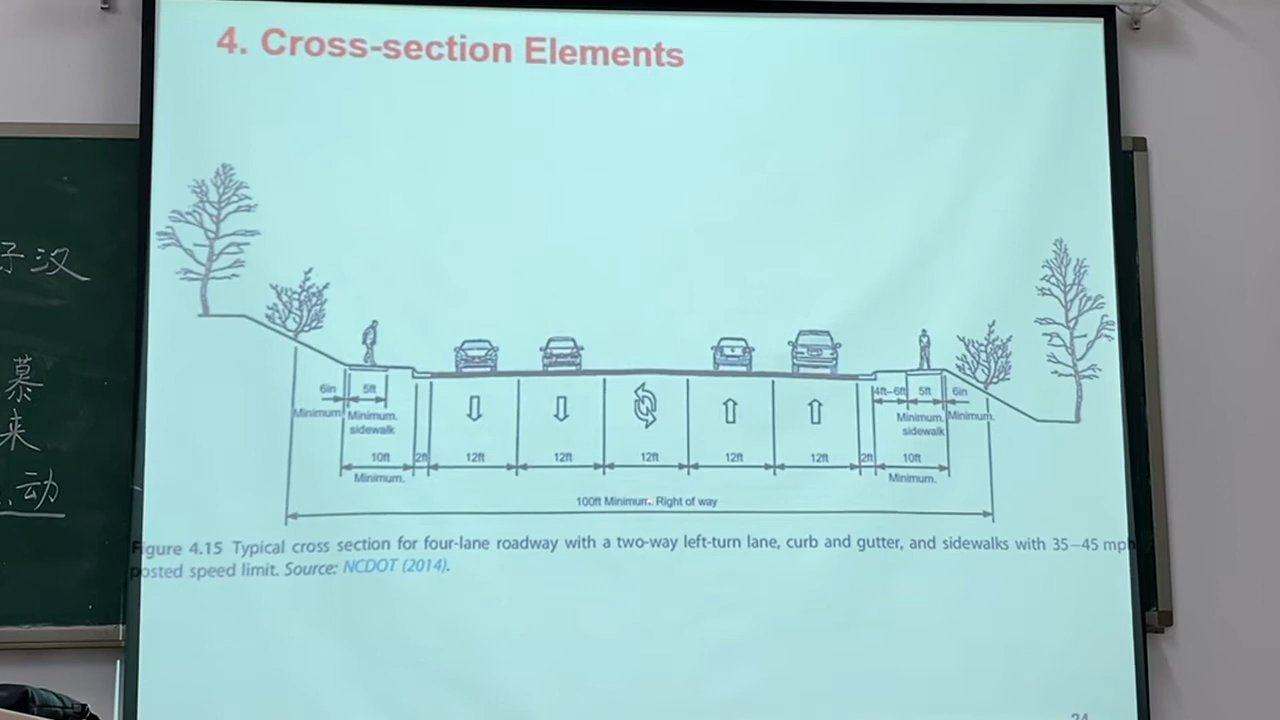 4. Cross-section Elements
子汉
慕
来
动
6in
5ft
4ft–6ft
5ft
6in
Minimum
Minimum.
sidewalk
Minimum.
sidewalk
Minimum.
10ft
2ft
12ft
12ft
12ft
12ft
12ft
2ft
10ft
Minimum.
Minimum.
100ft Minimum. Right of way
Figure 4.15 Typical cross section for four-lane roadway with a two-way left-turn lane, curb and gutter, and sidewalks with 35–45 mph
posted speed limit. Source: NCDOT (2014).